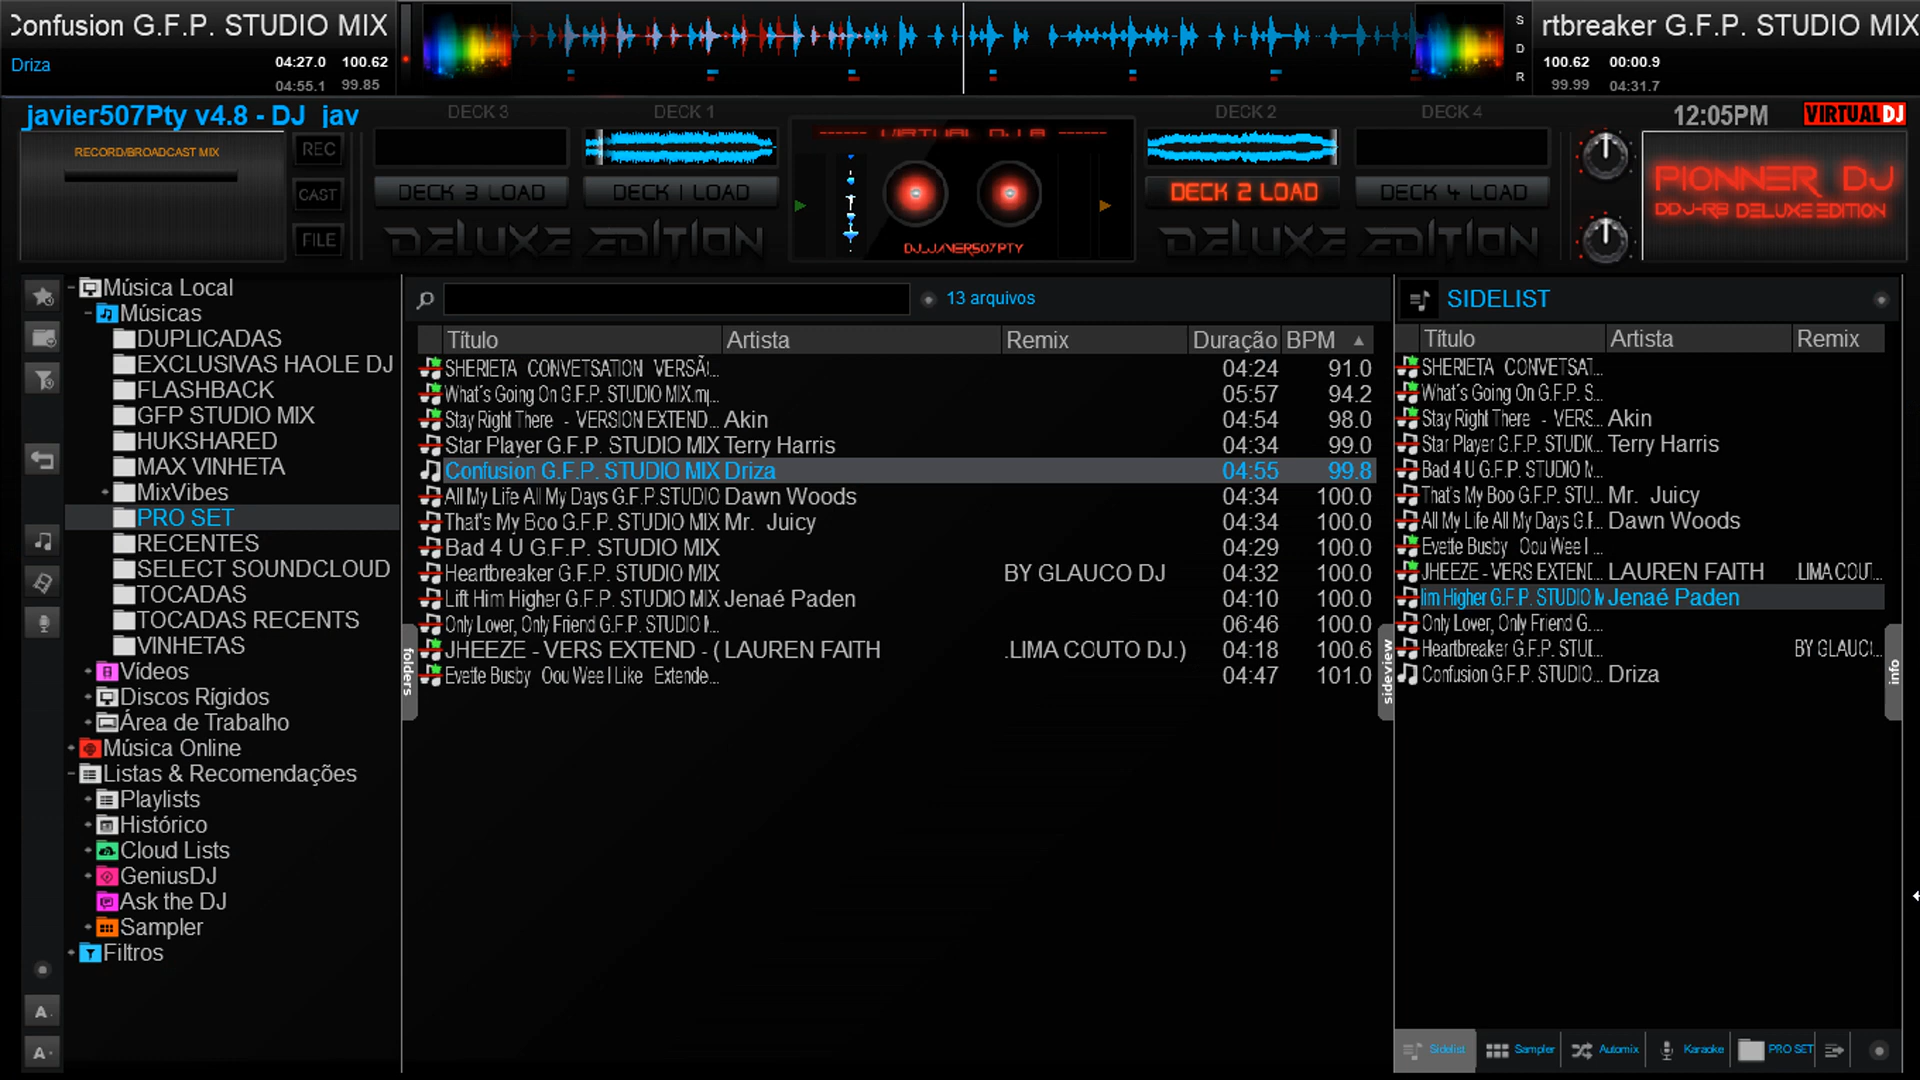 Confusion G.F.P. STUDIO MIX
Driza
04:27.0 100.62
04:55.1 99.85
S
D
R
rtbreaker G.F.P. STUDIO MIX
100.62 00:00.9
99.99 04:31.7
javier507Pty v4.8 - DJ jav
DECK 3
DECK 1
DECK 2
DECK 4
12:05PM
VIRTUALDJ
RECORD/BROADCAST MIX
REC
CAST
FILE
DECK 3 LOAD
DECK 1 LOAD
VIRTUAL DJ 8
DJ_JAVIER507PTY
DECK 2 LOAD
DECK 4 LOAD
DELUXE EDITION
DELUXE EDITION
PIONNER DJ
DDJ-RB DELUXE EDITION
Música Local
Músicas
DUPLICADAS
EXCLUSIVAS HAOLE DJ
FLASHBACK
GFP STUDIO MIX
HUKSHARED
MAX VINHETA
MixVibes
PRO SET
RECENTES
SELECT SOUNDCLOUD
TOCADAS
TOCADAS RECENTS
VINHETAS
Vídeos
Discos Rígidos
Área de Trabalho
Música Online
Listas & Recomendações
Playlists
Histórico
Cloud Lists
GeniusDJ
Ask the DJ
Sampler
Filtros
A
A
folders
13 arquivos
Título Artista Remix Duração BPM
SHERIETA CONVETSATION VERSÃ... 04:24 91.0
What´s Going On G.F.P. STUDIO MIX.mp... 05:57 94.2
Stay Right There - VERSION EXTEND... Akin 04:54 98.0
Star Player G.F.P. STUDIO MIX Terry Harris 04:34 99.0
Confusion G.F.P. STUDIO MIX Driza 04:55 99.8
All My Life All My Days G.F.P.STUDIO Dawn Woods 04:34 100.0
That's My Boo G.F.P. STUDIO MIX Mr. Juicy 04:34 100.0
Bad 4 U G.F.P. STUDIO MIX 04:29 100.0
Heartbreaker G.F.P. STUDIO MIX BY GLAUCO DJ 04:32 100.0
Lift Him Higher G.F.P. STUDIO MIX Jenaé Paden 04:10 100.0
Only Lover, Only Friend G.F.P. STUDIO M... 06:46 100.0
JHEEZE - VERS EXTEND - ( LAUREN FAITH .LIMA COUTO DJ.) 04:18 100.6
Evette Busby Oou Wee I Like Extende... 04:47 101.0
sideview
SIDELIST
Título Artista Remix
SHERIETA CONVETSAT...
What´s Going On G.F.P. S...
Stay Right There - VERS... Akin
Star Player G.F.P. STUDI... Terry Harris
Bad 4 U G.F.P. STUDIO M...
That's My Boo G.F.P. STU... Mr. Juicy
All My Life All My Days G.F... Dawn Woods
Evette Busby Oou Wee I ...
JHEEZE - VERS EXTEND... LAUREN FAITH .LIMA COUT...
Him Higher G.F.P. STUDIO M Jenaé Paden
Only Lover, Only Friend G....
Heartbreaker G.F.P. STUD... BY GLAUC...
Confusion G.F.P. STUDIO... Driza
info
Sidelist
Sampler
Automix
Karaoke
PRO SET